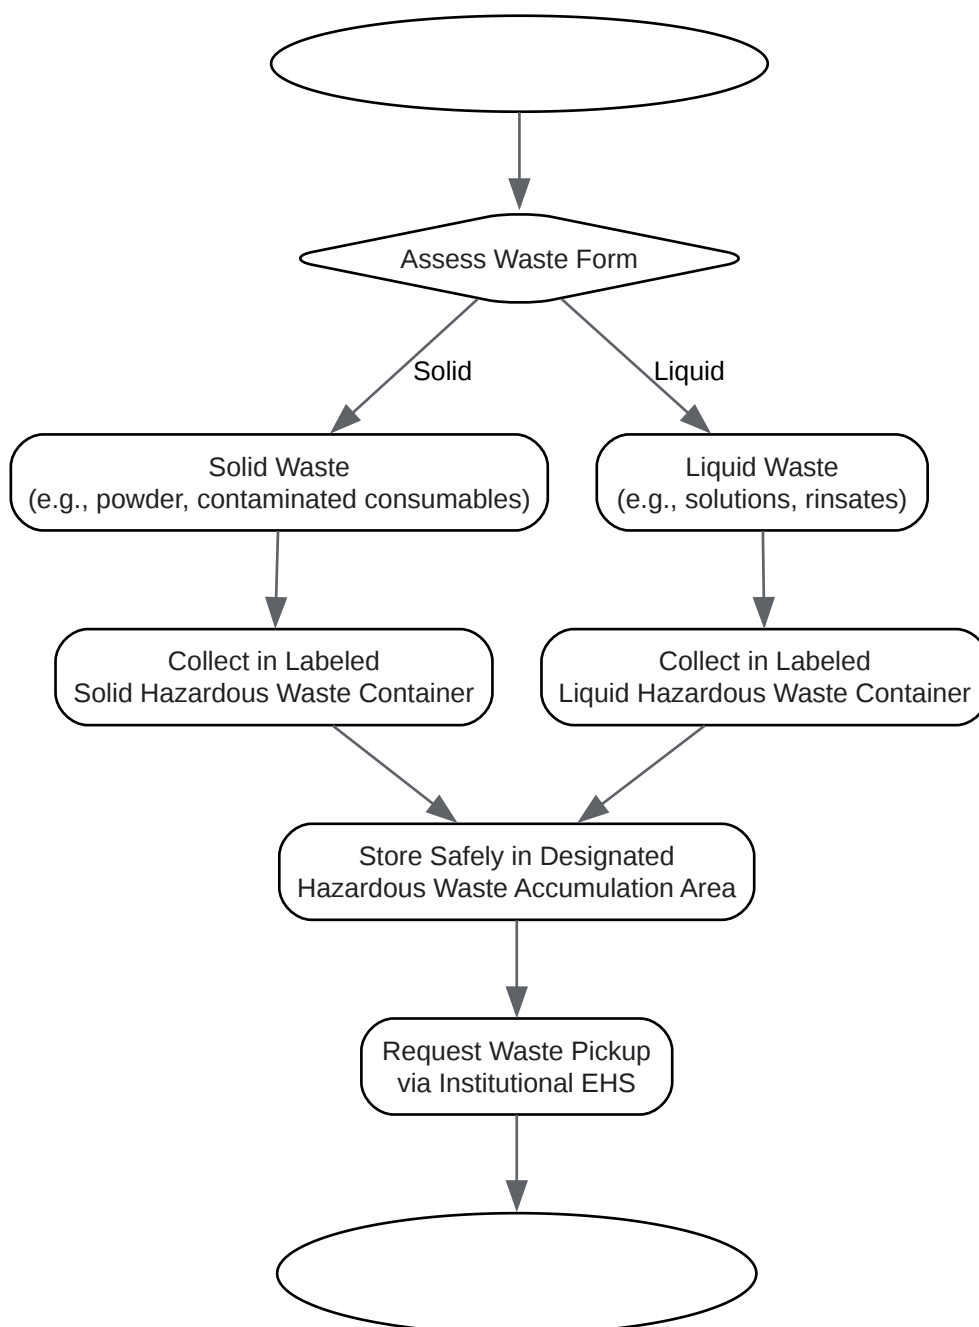 Assess Waste Form
Solid
Liquid
Solid Waste
(e.g., powder, contaminated consumables)
Liquid Waste
(e.g., solutions, rinsates)
Collect in Labeled
Solid Hazardous Waste Container
Collect in Labeled
Liquid Hazardous Waste Container
Store Safely in Designated
Hazardous Waste Accumulation Area
Request Waste Pickup
via Institutional EHS